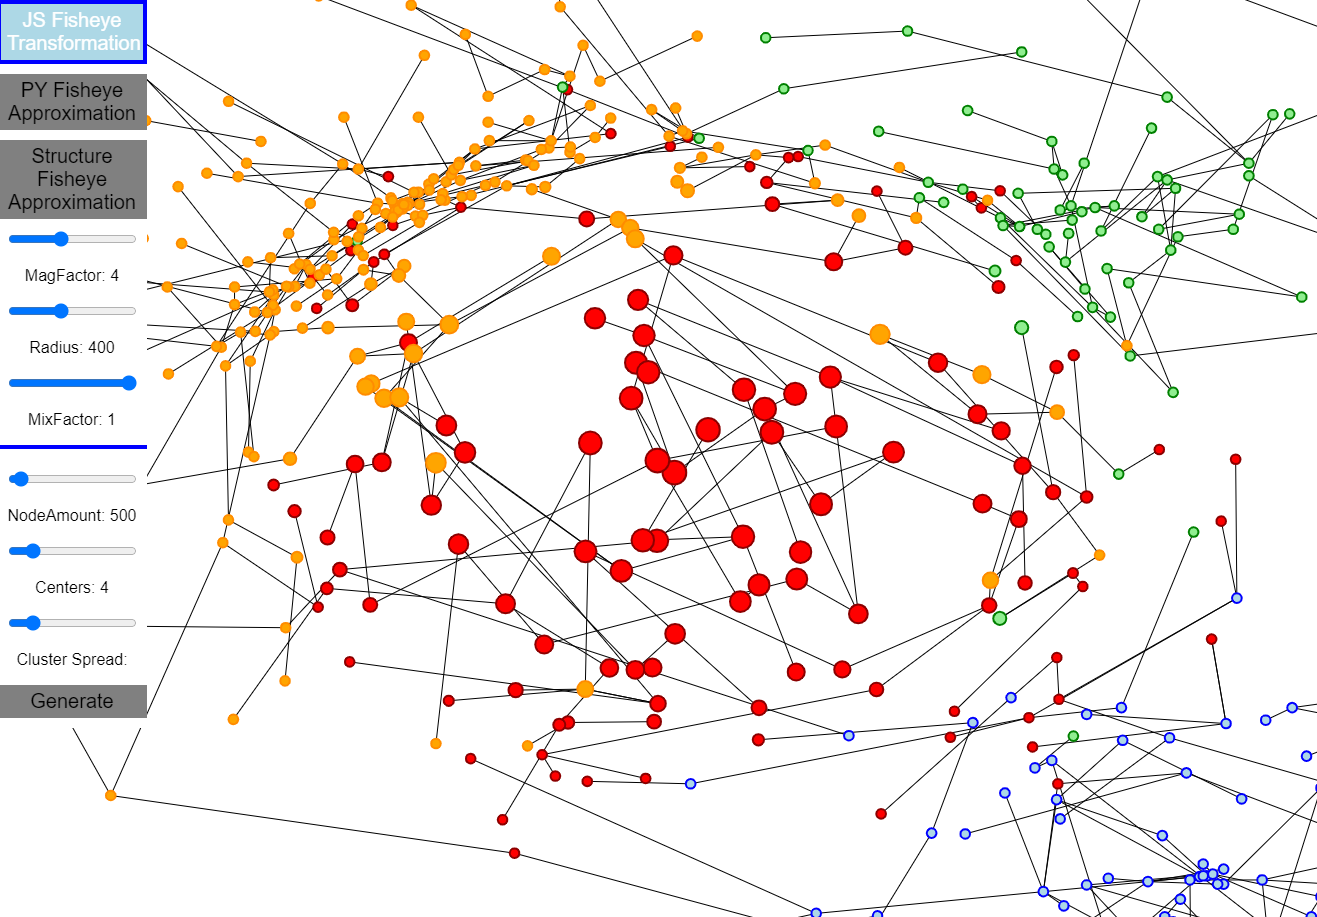 JS Fisheye
Transformation
PY Fisheye
Approximation
Structure
Fisheye
Approximation
MagFactor: 4
Radius: 400
MixFactor: 1
NodeAmount: 500
Centers: 4
Cluster Spread:
Generate